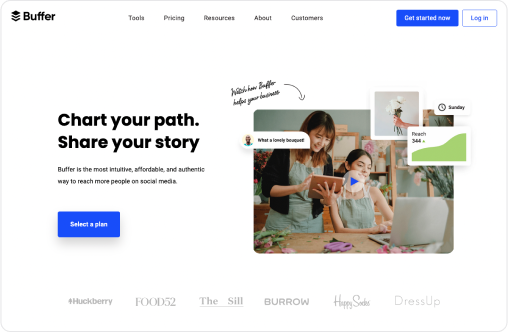 Buffer
Tools
Pricing
Resources
About
Customers
Get started now
Log in
Watch how Buffer
helps your business
Sunday
Chart your path.
Share your story
Reach
344
What a lovely bouquet!
Buffer is the most intuitive, affordable, and authentic
way to reach more people on social media.
Select a plan
Huckberry
FOOD52
The Sill
BURROW
HappySocks
DressUp